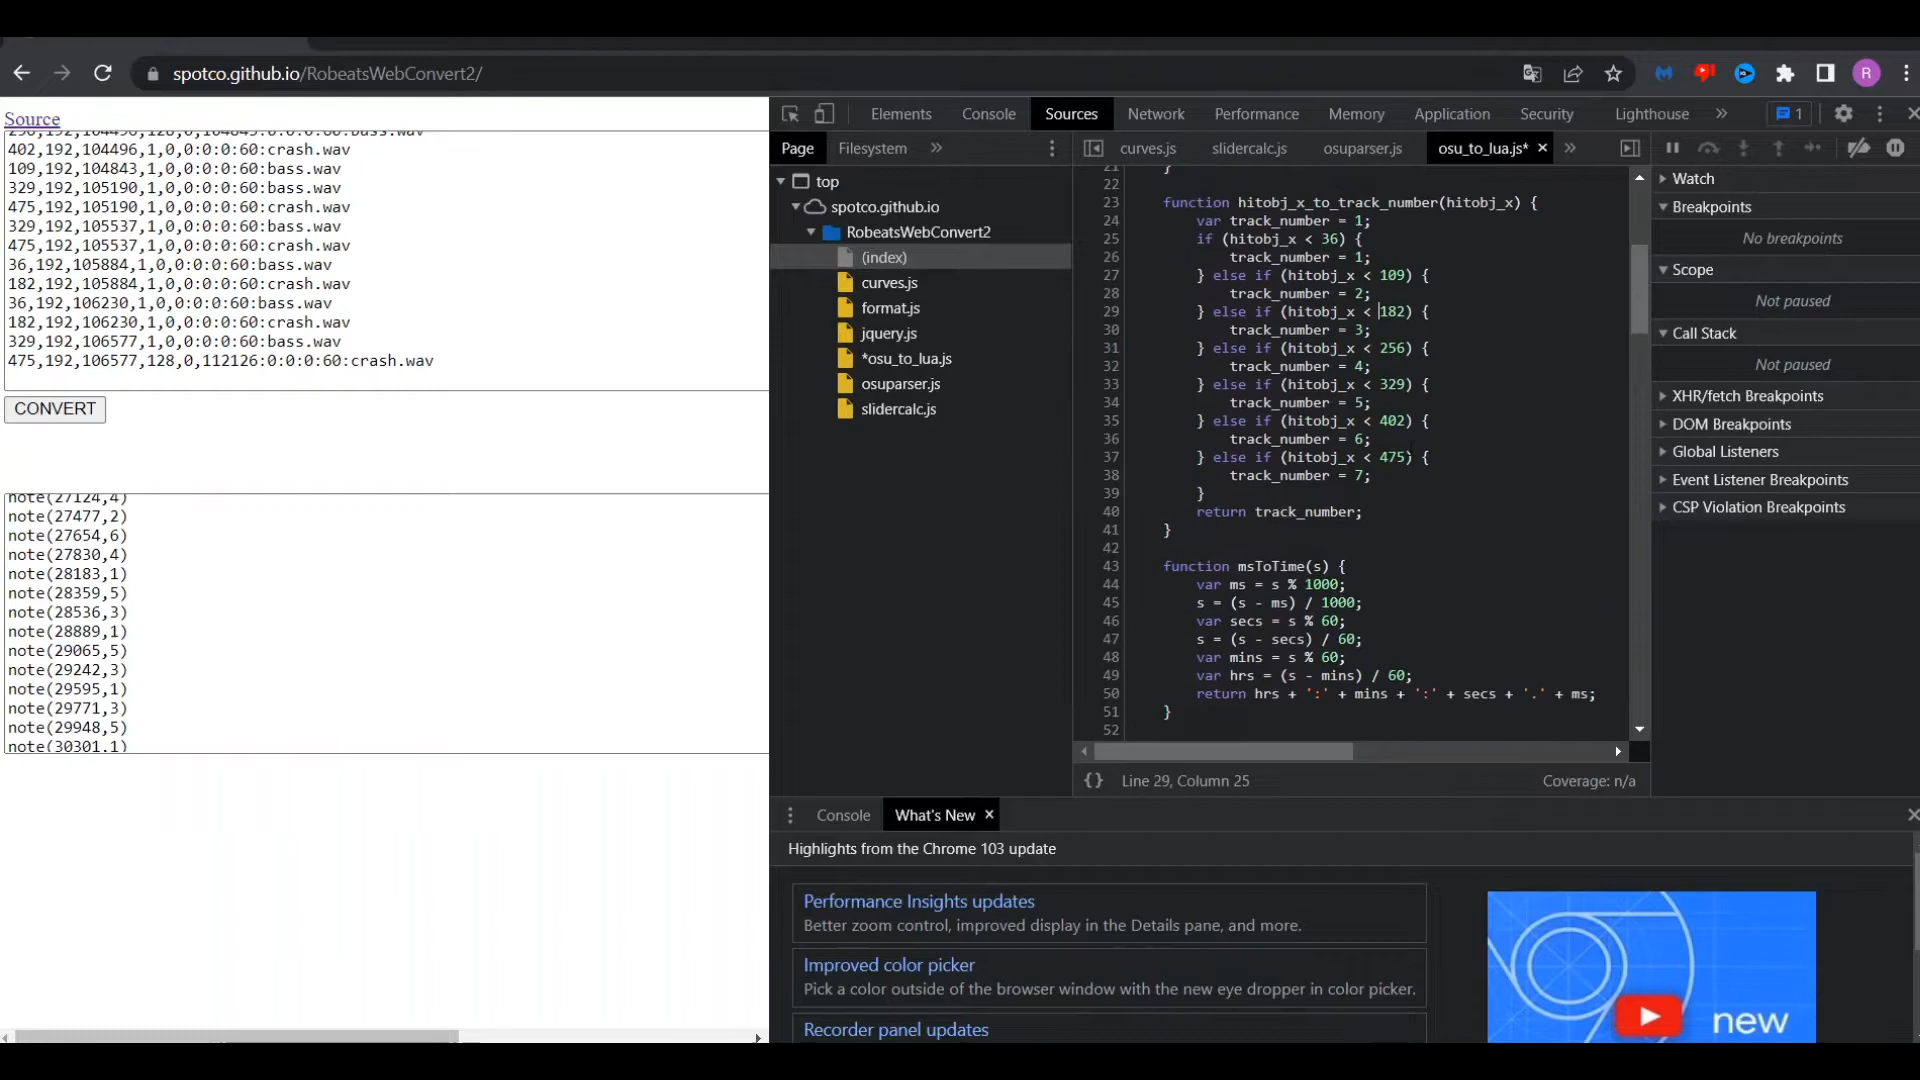 spotco.github.io/RobeatsWebConvert2/
R
Source
402,192,104496,1,0,0:0:0:60:crash.wav
109,192,104843,1,0,0:0:0:60:bass.wav
329,192,105190,1,0,0:0:0:60:bass.wav
475,192,105190,1,0,0:0:0:60:crash.wav
329,192,105537,1,0,0:0:0:60:bass.wav
475,192,105537,1,0,0:0:0:60:crash.wav
36,192,105884,1,0,0:0:0:60:bass.wav
182,192,105884,1,0,0:0:0:60:crash.wav
36,192,106230,1,0,0:0:0:60:bass.wav
182,192,106230,1,0,0:0:0:60:crash.wav
329,192,106577,1,0,0:0:0:60:bass.wav
475,192,106577,128,0,112126:0:0:0:60:crash.wav
CONVERT
note(27124,4)
note(27477,2)
note(27654,6)
note(27830,4)
note(28183,1)
note(28359,5)
note(28536,3)
note(28889,1)
note(29065,5)
note(29242,3)
note(29595,1)
note(29771,3)
note(29948,5)
note(30301,1)
Elements Console Sources Network Performance Memory Application Security Lighthouse » 1
Page Filesystem »
top
spotco.github.io
RobeatsWebConvert2
(index)
curves.js
format.js
jquery.js
*osu_to_lua.js
osuparser.js
slidercalc.js
curves.js slidercalc.js osuparser.js osu_to_lua.js* × »
21 }
22
23 function hitobj_x_to_track_number(hitobj_x) {
24 var track_number = 1;
25 if (hitobj_x < 36) {
26 track_number = 1;
27 } else if (hitobj_x < 109) {
28 track_number = 2;
29 } else if (hitobj_x < 182) {
30 track_number = 3;
31 } else if (hitobj_x < 256) {
32 track_number = 4;
33 } else if (hitobj_x < 329) {
34 track_number = 5;
35 } else if (hitobj_x < 402) {
36 track_number = 6;
37 } else if (hitobj_x < 475) {
38 track_number = 7;
39 }
40 return track_number;
41 }
42
43 function msToTime(s) {
44 var ms = s % 1000;
45 s = (s - ms) / 1000;
46 var secs = s % 60;
47 s = (s - secs) / 60;
48 var mins = s % 60;
49 var hrs = (s - mins) / 60;
50 return hrs + ':' + mins + ':' + secs + '.' + ms;
51 }
52
{} Line 29, Column 25 Coverage: n/a
Watch
Breakpoints
No breakpoints
Scope
Not paused
Call Stack
Not paused
XHR/fetch Breakpoints
DOM Breakpoints
Global Listeners
Event Listener Breakpoints
CSP Violation Breakpoints
Console What's New ×
Highlights from the Chrome 103 update
Performance Insights updates
Better zoom control, improved display in the Details pane, and more.
Improved color picker
Pick a color outside of the browser window with the new eye dropper in color picker.
Recorder panel updates
new